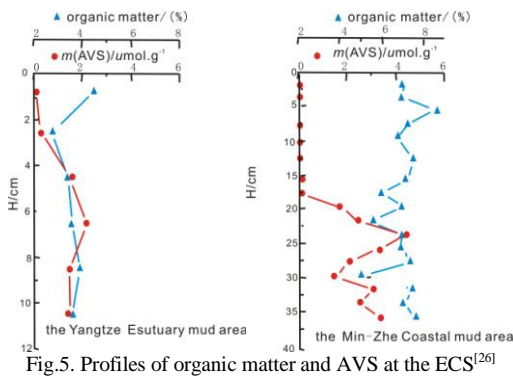 organic matter/(%)
2 4 6 8
m(AVS)/umol.g⁻¹
0 2 4 6
0
2
4
6
8
10
12
H/cm
the Yangtze Esutuary mud area
organic matter/(%)
2 4 6 8
m(AVS)/umol.g⁻¹
0 2 4 6
0
5
10
15
20
25
30
35
40
H/cm
the Min-Zhe Coastal mud area
Fig.5. Profiles of organic matter and AVS at the ECS[26]